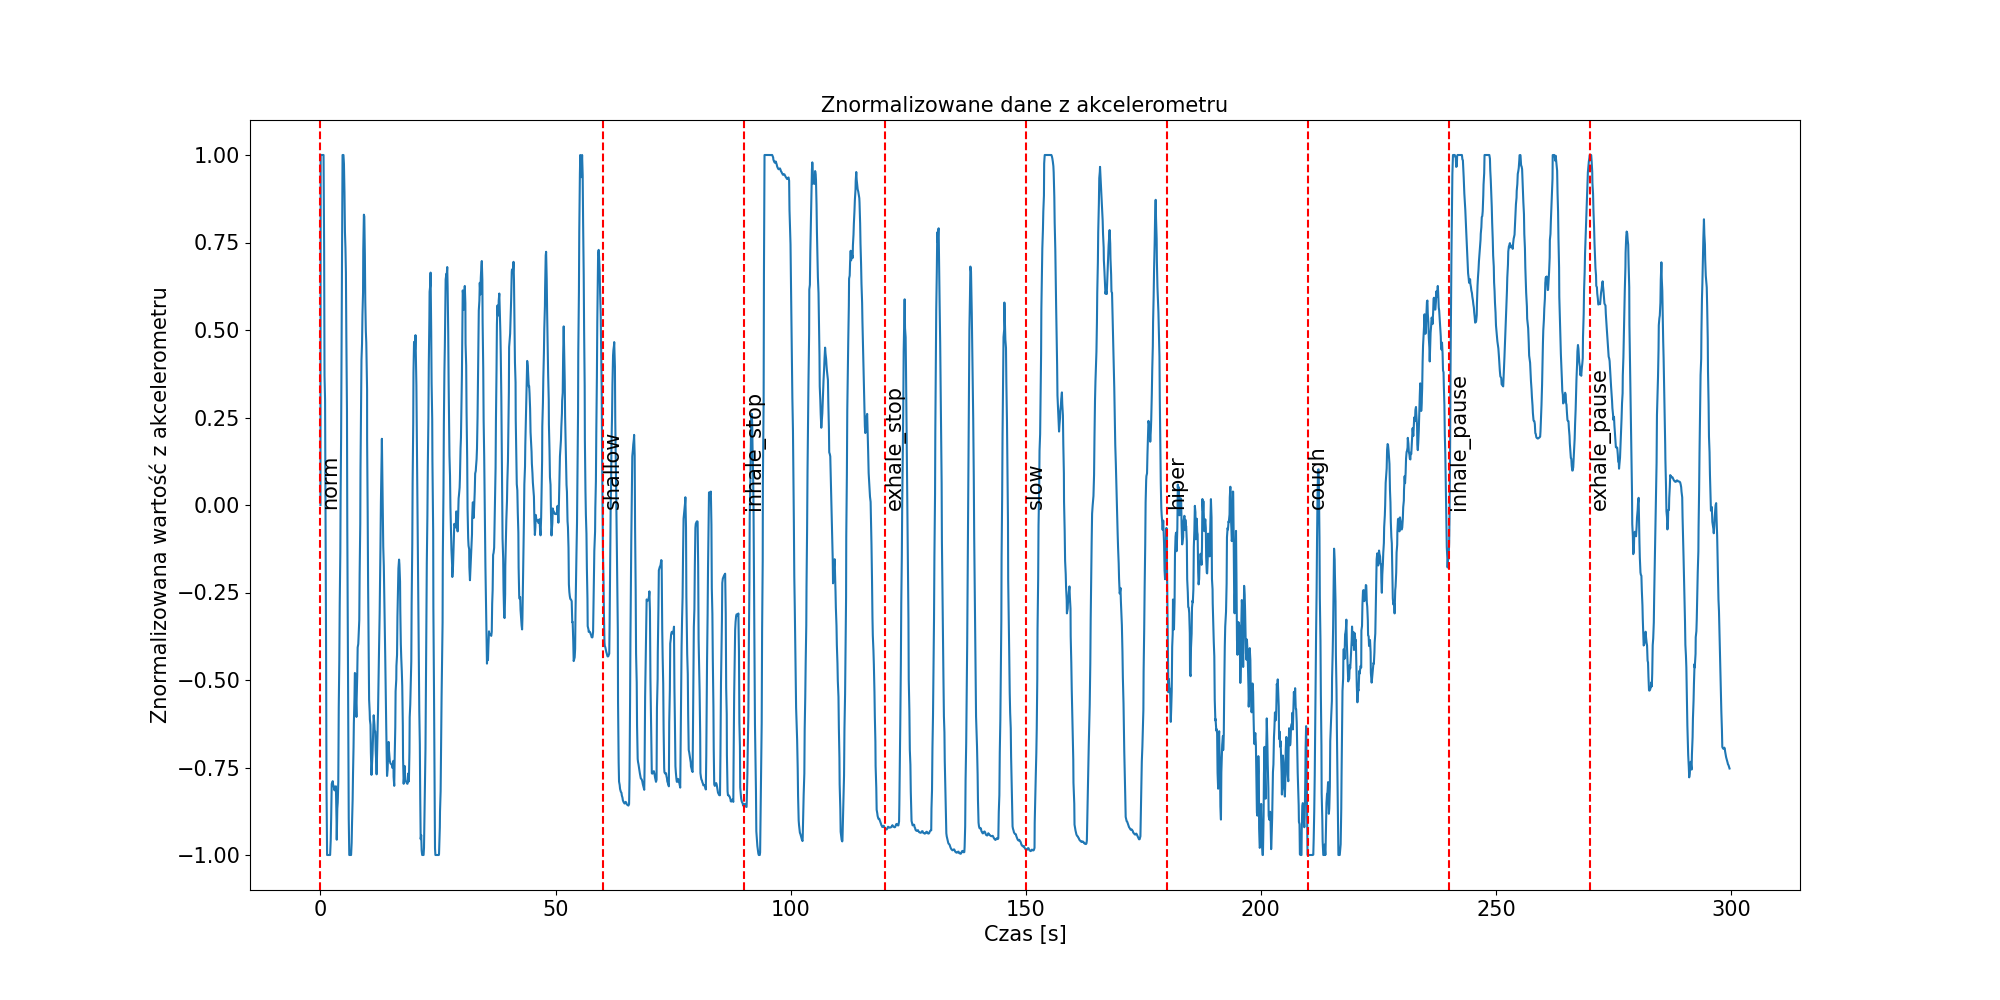 Znormalizowane dane z akcelerometru
Znormalizowana wartość z akcelerometru
1.00
0.75
0.50
0.25
0.00
−0.25
−0.50
−0.75
−1.00
norm
shallow
inhale_stop
exhale_stop
slow
hiper
cough
inhale_pause
exhale_pause
0
50
100
150
200
250
300
Czas [s]